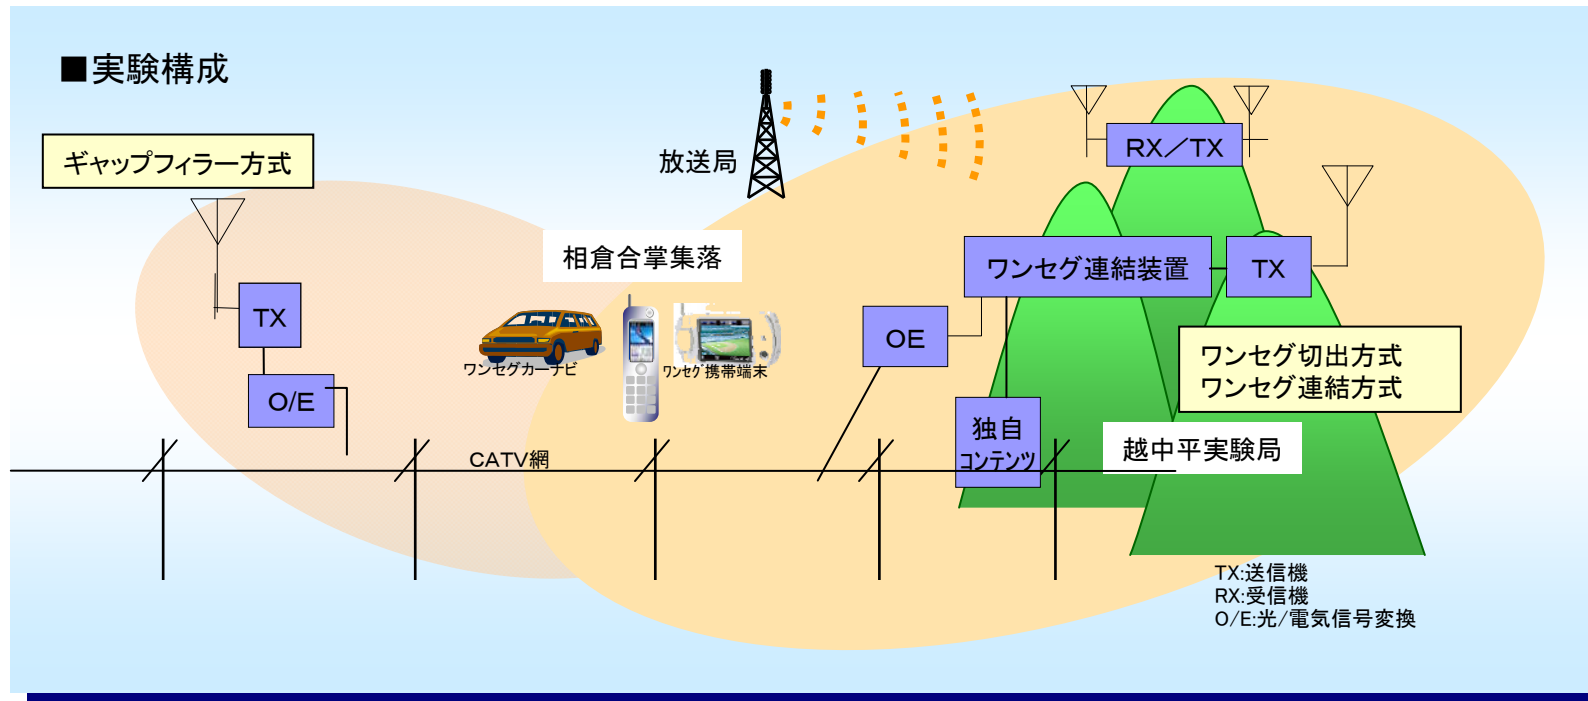 ■実験構成
ギャップフィラー方式
放送局
RX／TX
相倉合掌集落
ワンセグ連結装置
TX
TX
OE
ワンセグカーナビ
ワンセグ携帯端末
ワンセグ切出方式
ワンセグ連結方式
O/E
独自
コンテンツ
越中平実験局
CATV網
TX:送信機
RX:受信機
O/E:光/電気信号変換